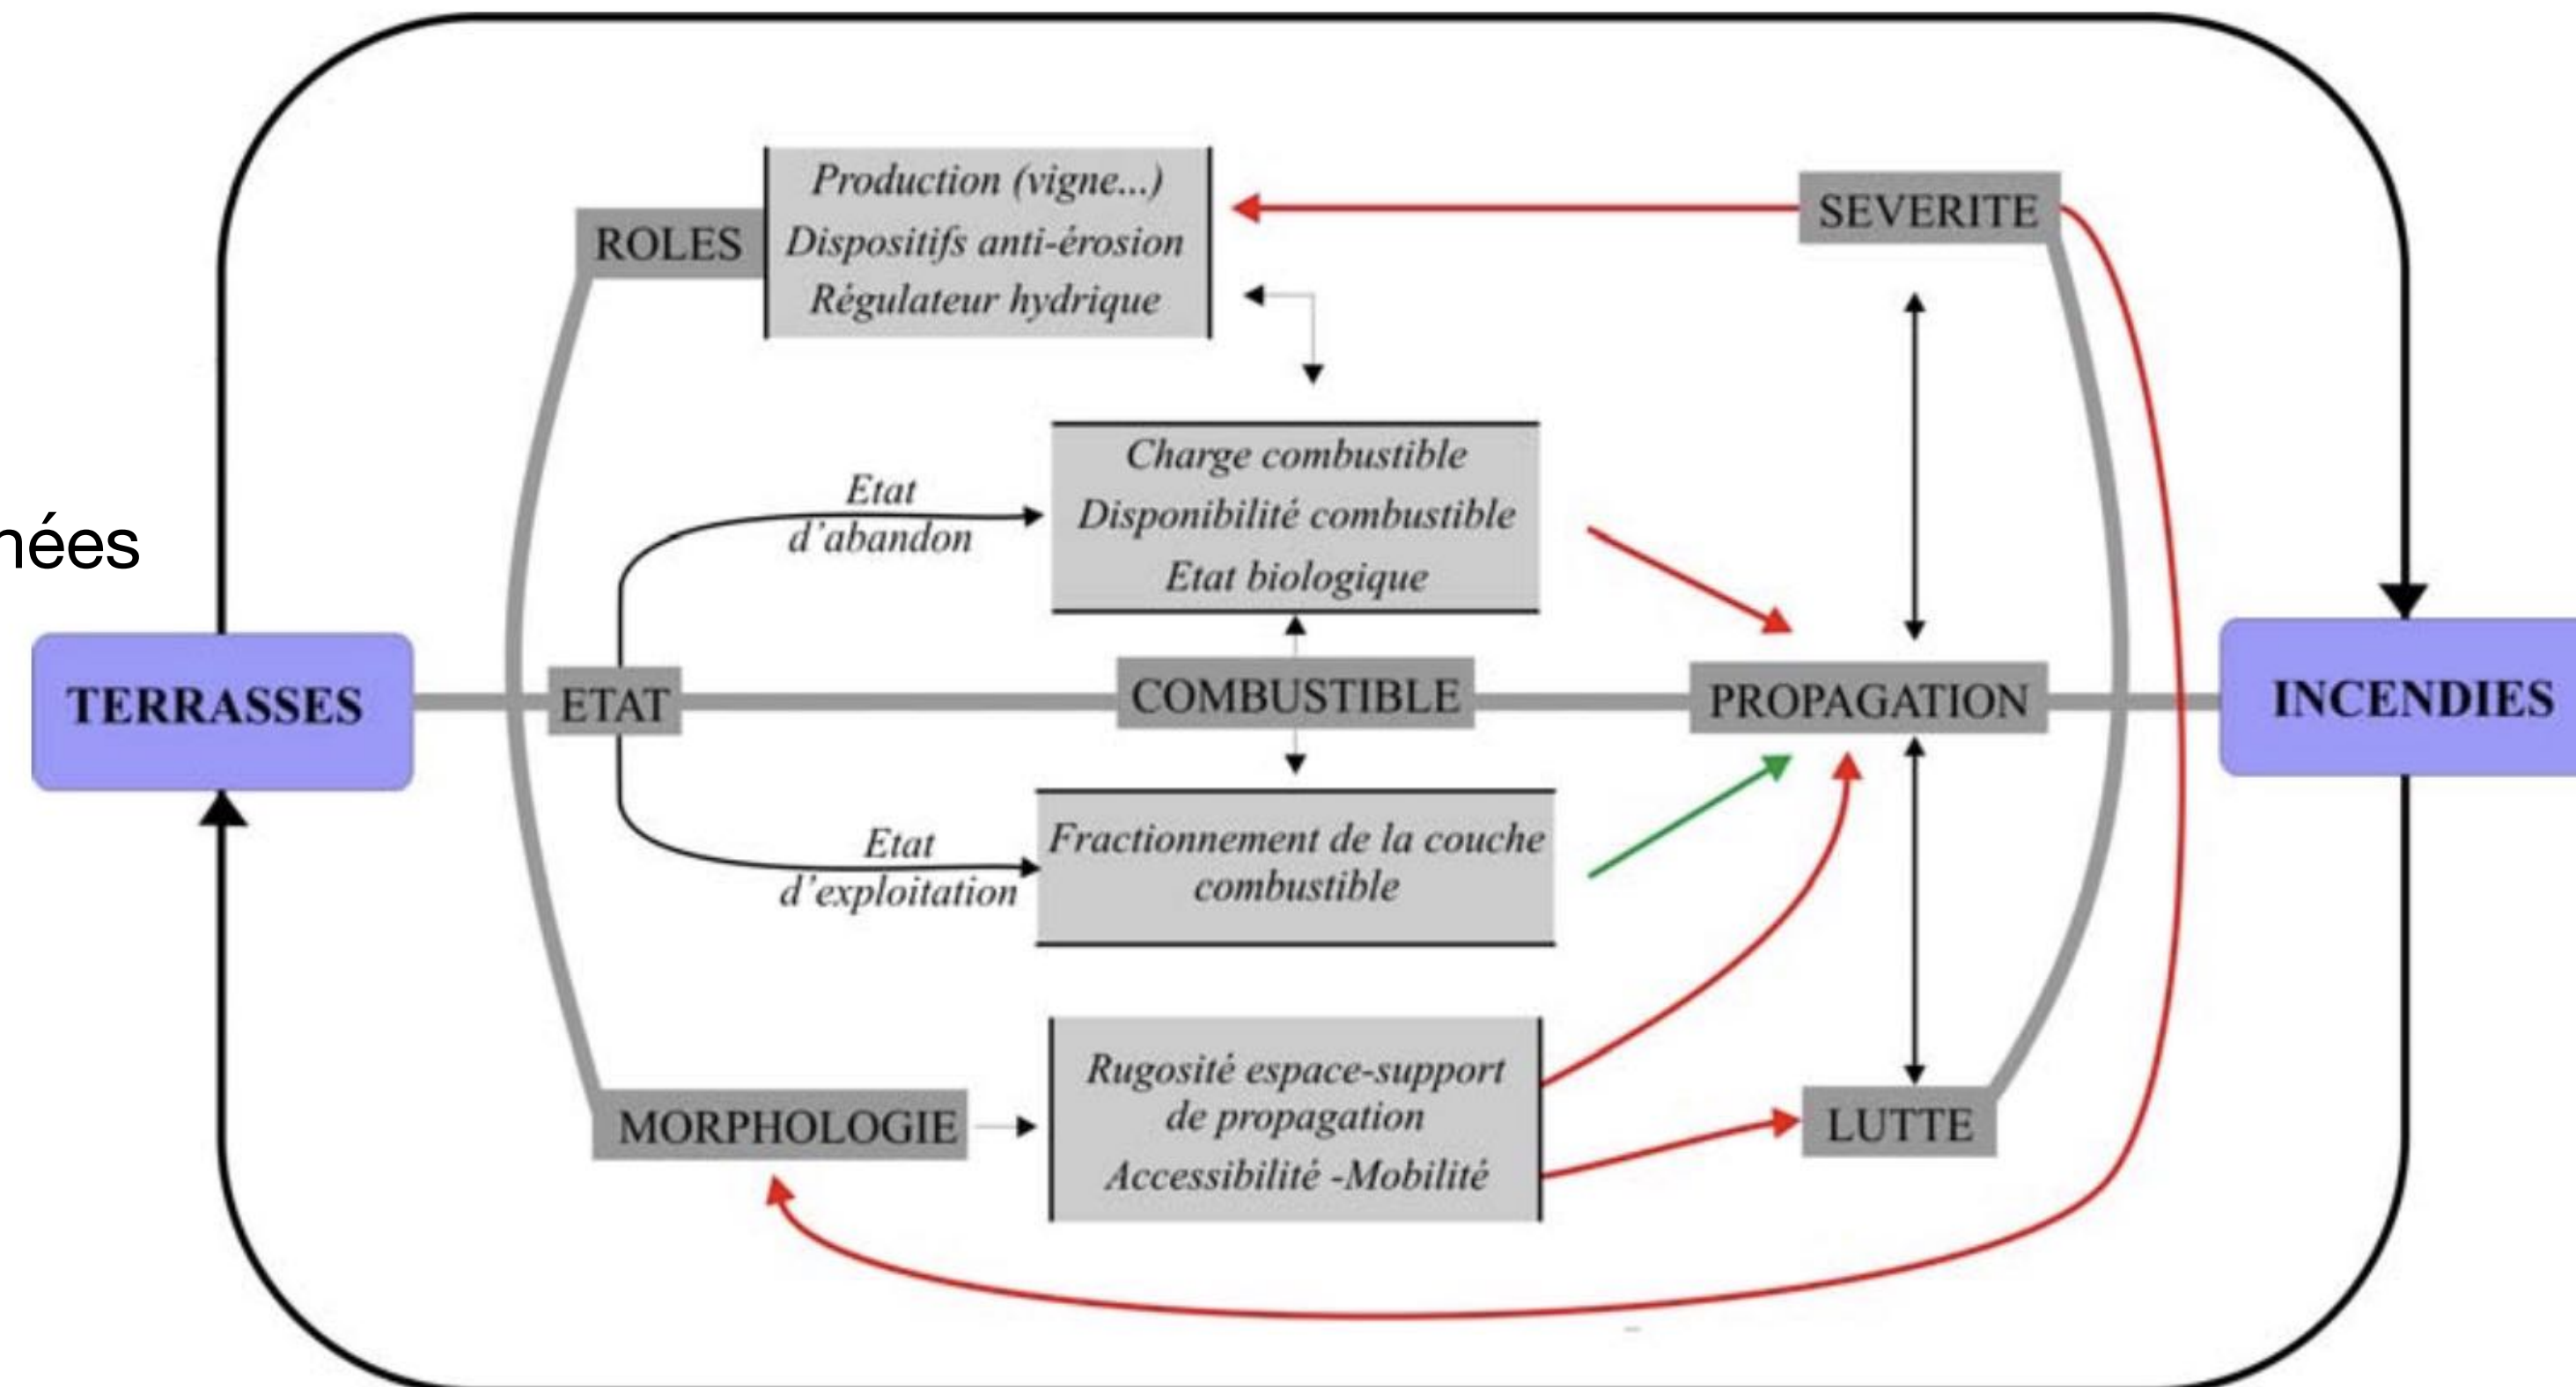 Production (vigne...)
SEVERITE
ROLES
Dispositifs anti-érosion
Régulateur hydrique
Charge combustible
Etat
d'abandon
Disponibilité combustible
Etat biologique
TERRASSES
ETAT
COMBUSTIBLE
PROPAGATION
INCENDIES
Etat
d'exploitation
Fractionnement de la couche
combustible
Rugosité espace-support
de propagation
MORPHOLOGIE
LUTTE
Accessibilité -Mobilité